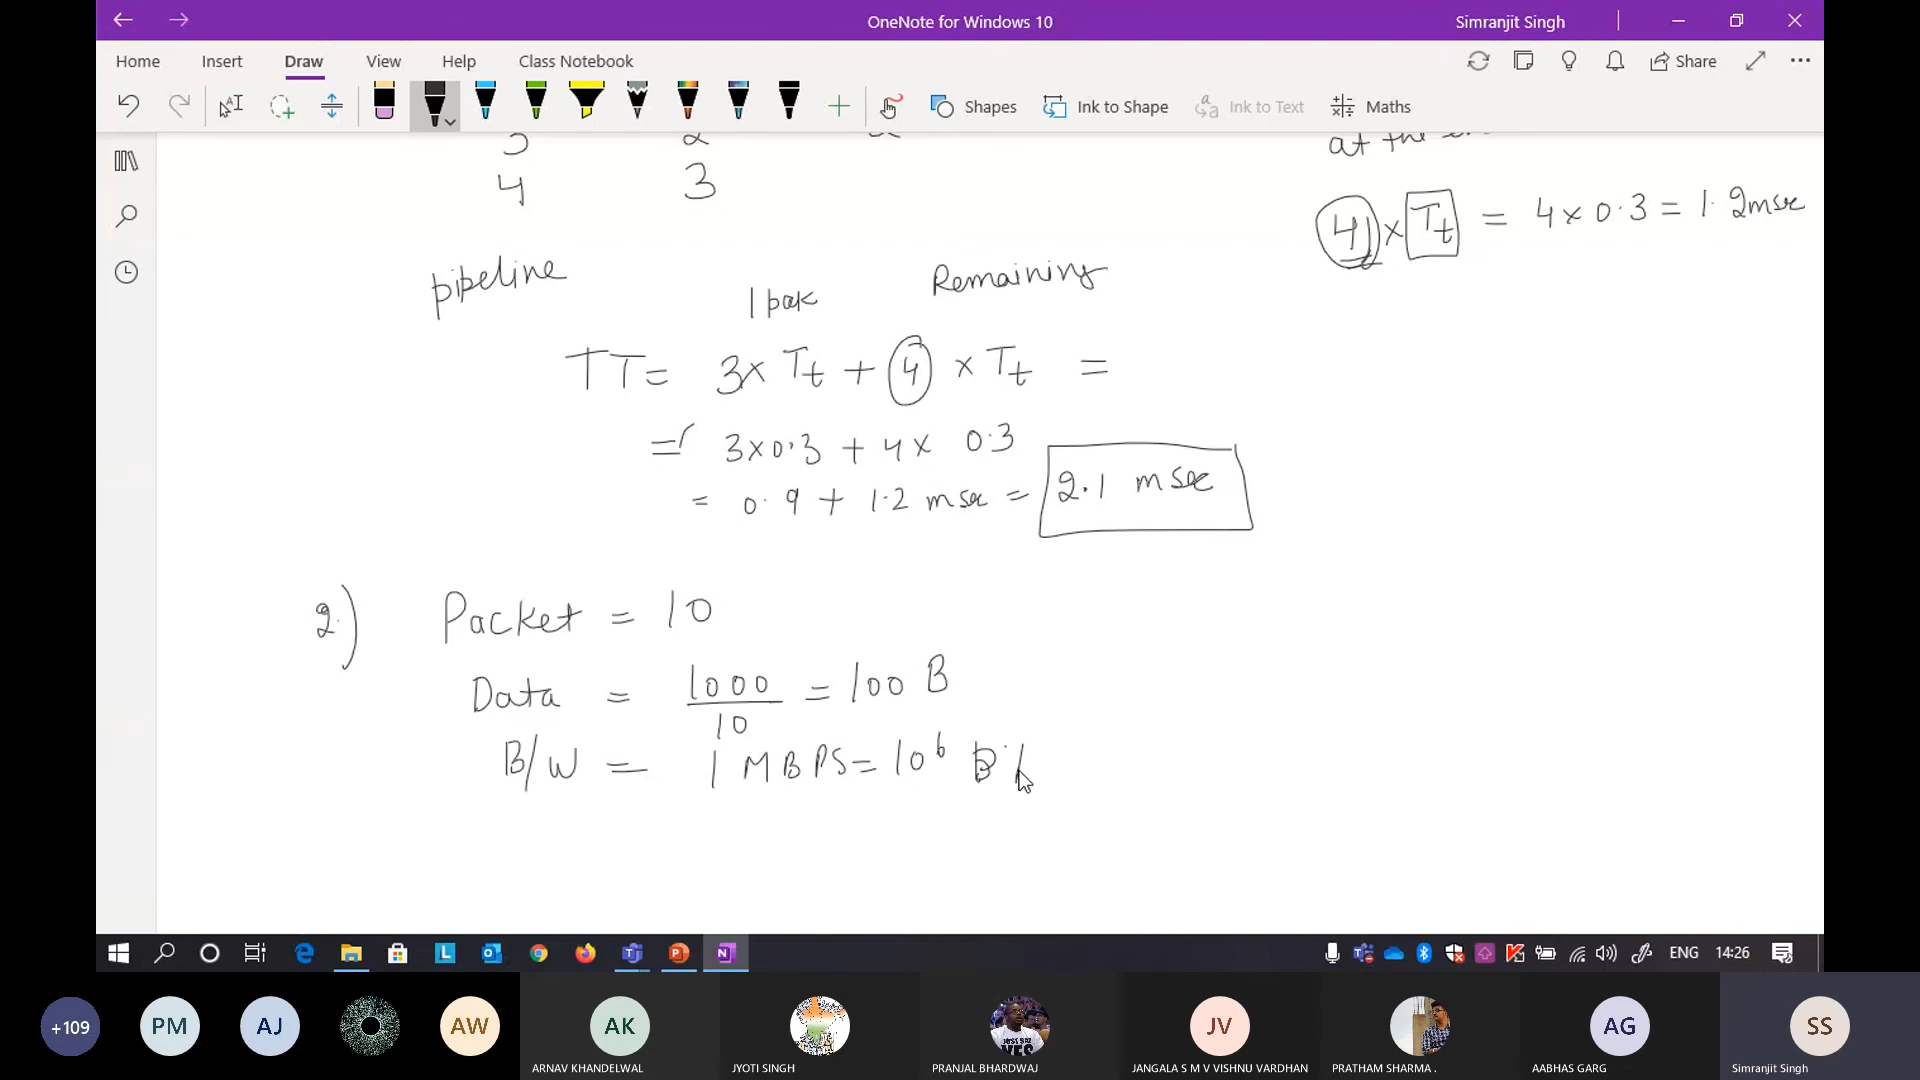 OneNote for Windows 10
Simranjit Singh
Home Insert Draw View Help Class Notebook
Share
Shapes Ink to Shape Ink to Text Maths
at the
4 3
4 × Tt = 4 × 0.3 = 1.2 msec
pipeline 1 pak Remaining
TT = 3 × Tt + 4 × Tt =
= 3×0.3 + 4 × 0.3
= 0.9 + 1.2 msec = 2.1 msec
2.) Packet = 10
Data = 1000 = 100 B
10
B/W = 1 MBPS = 10⁶ B
ENG 14:26
+109 PM AJ AW AK JV AG SS
ARNAV KHANDELWAL JYOTI SINGH PRANJAL BHARDWAJ JANGALA S M V VISHNU VARDHAN PRATHAM SHARMA . AABHAS GARG Simranjit Singh